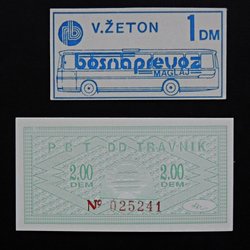 V.ŽETON 1 DM
bosnaprevoz
MAGLAJ
P B T DD TRAVNIK
2.00 2.00
DEM DEM
Nº 025241